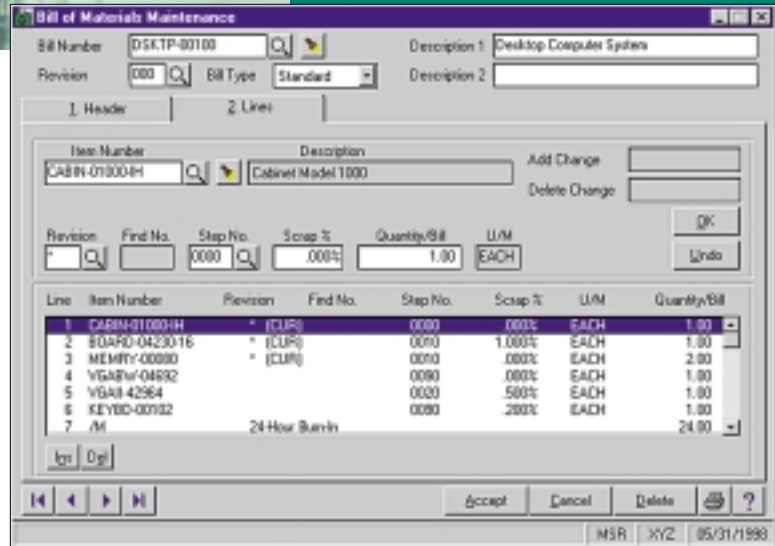 Bill of Materials Maintenance
Bill Number DSKTP-00100 Description 1 Desktop Computer System
Revision 000 Bill Type Standard Description 2
1. Header 2. Lines
Item Number Description Add Change
CABIN-01000-IH Cabinet Model 1000 Delete Change
Revision Find No. Step No. Scrap % Quantity/Bill U/M OK
* 0000 .000% 1.00 EACH Undo
Line Item Number Revision Find No. Step No. Scrap % U/M Quantity/Bill
1 CABIN-01000-IH * (CUR) 0000 .000% EACH 1.00
2 BOARD-04230-16 * (CUR) 0010 1.000% EACH 1.00
3 MEMRY-00080 * (CUR) 0010 .000% EACH 2.00
4 VGABW-04692 0090 .000% EACH 1.00
5 VGAII-42964 0020 .500% EACH 1.00
6 KEYBD-00102 0090 .200% EACH 1.00
7 /M 24-Hour Burn-In 24.00
Ins Del
Accept Cancel Delete ?
MSR XYZ 05/31/1998